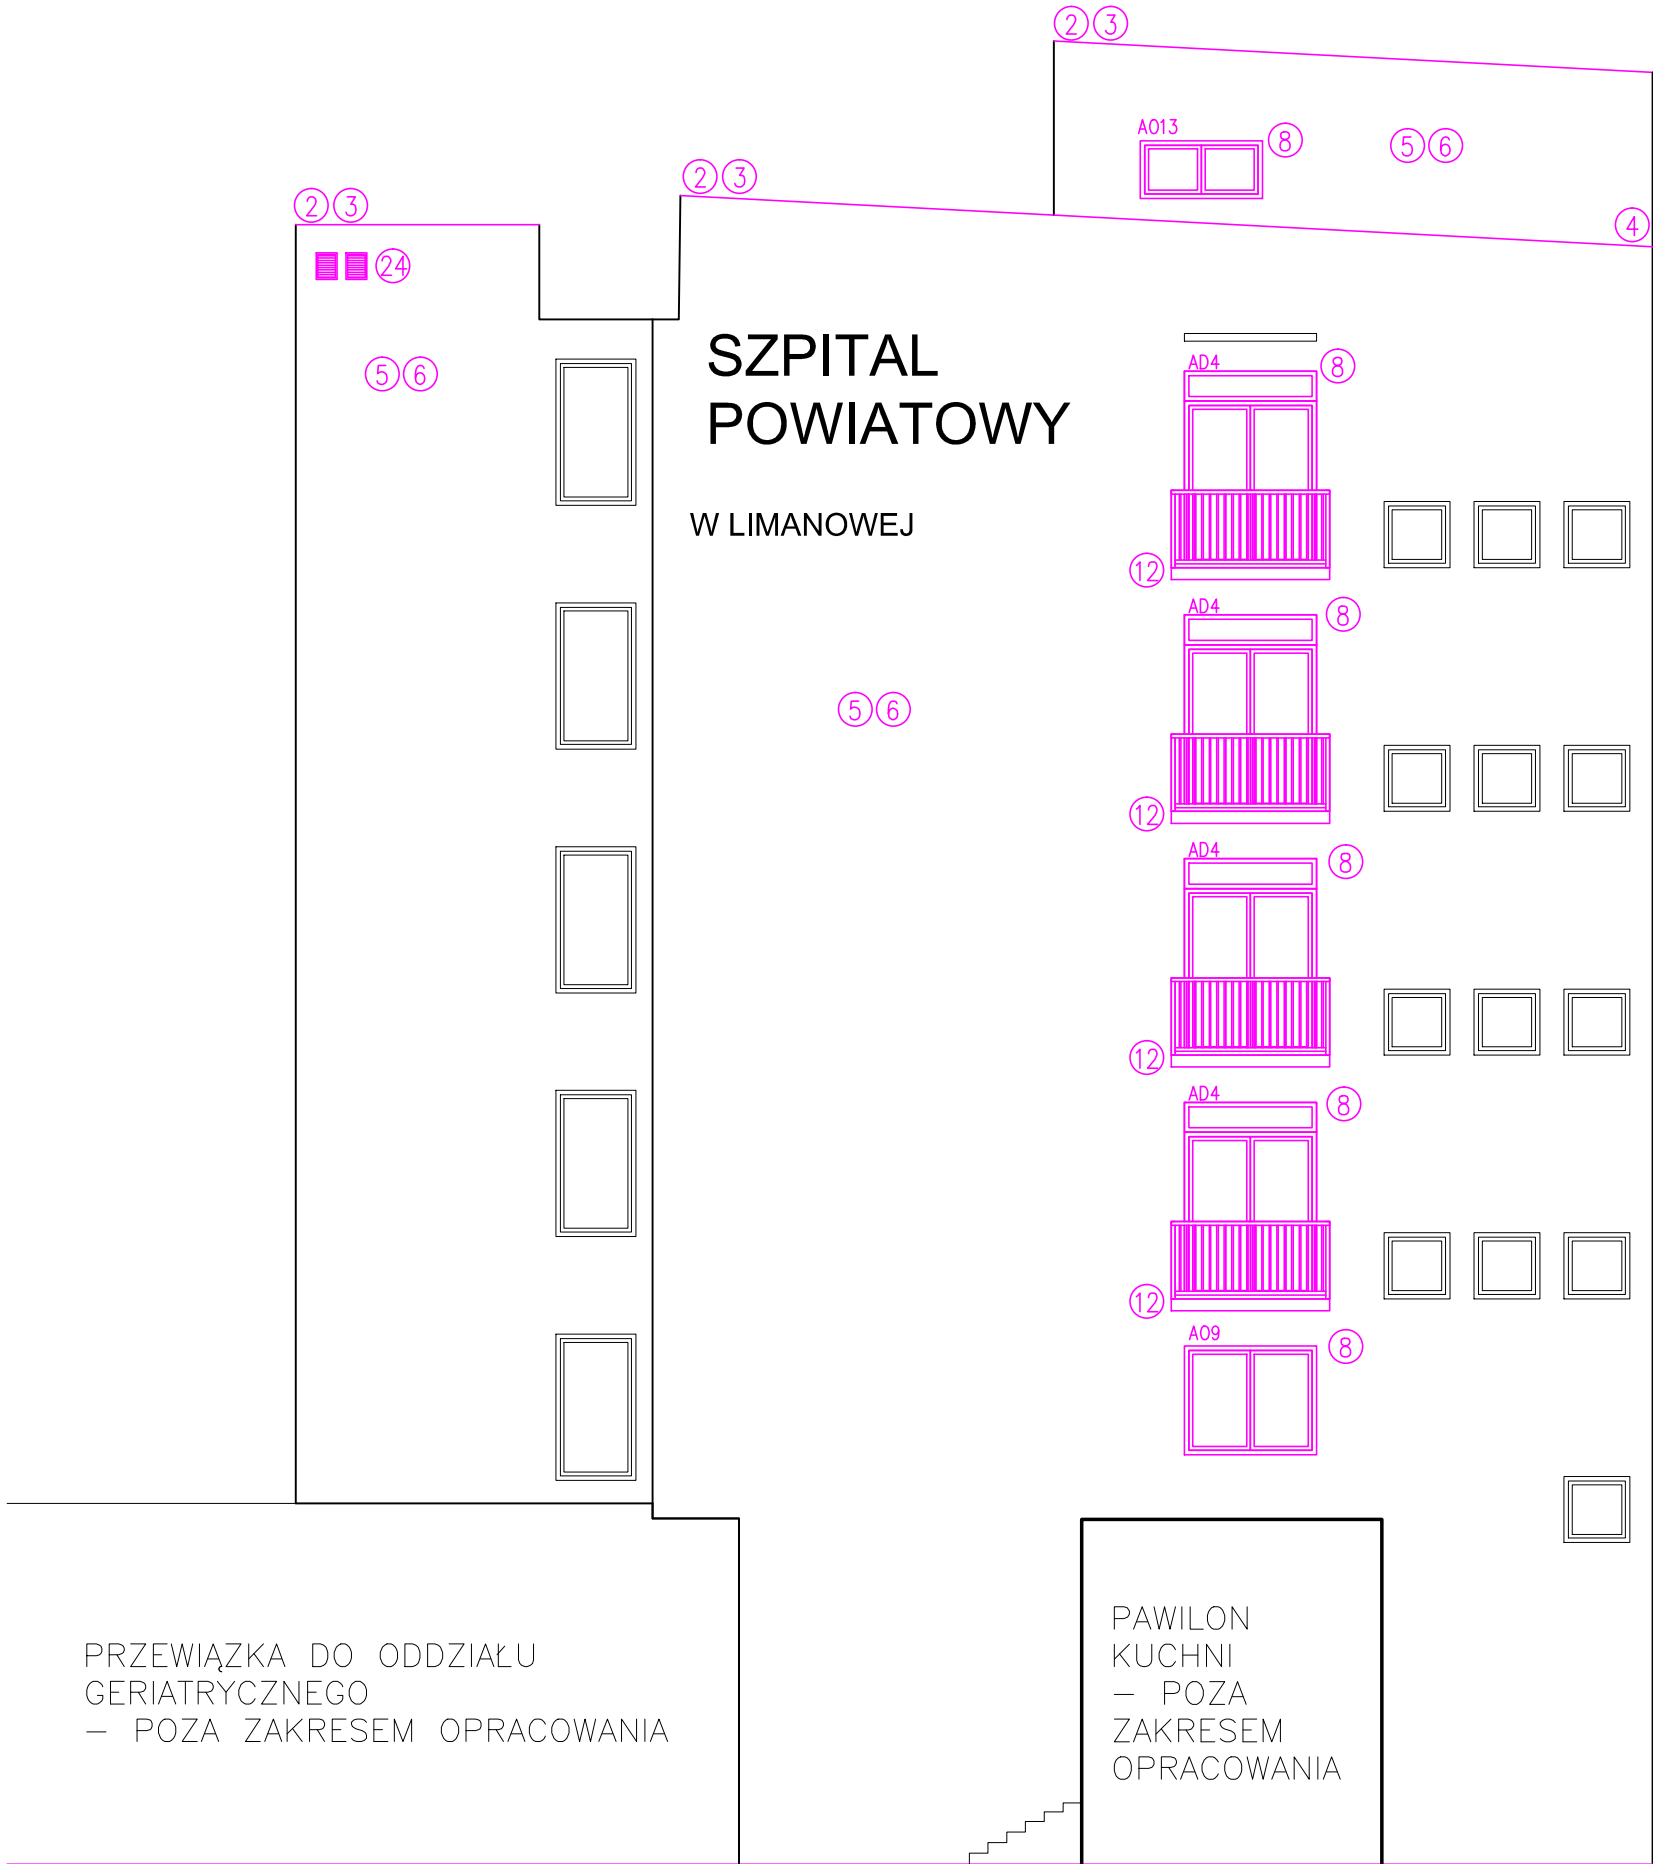 2 3
AO13
8
5 6
2 3
2 3
4
24
SZPITAL
POWIATOWY
AD4
8
5 6
W LIMANOWEJ
12
AD4
8
5 6
12
AD4
8
12
AD4
8
12
AO9
8
PRZEWIĄZKA DO ODDZIAŁU
GERIATRYCZNEGO
– POZA ZAKRESEM OPRACOWANIA
PAWILON
KUCHNI
– POZA
ZAKRESEM
OPRACOWANIA